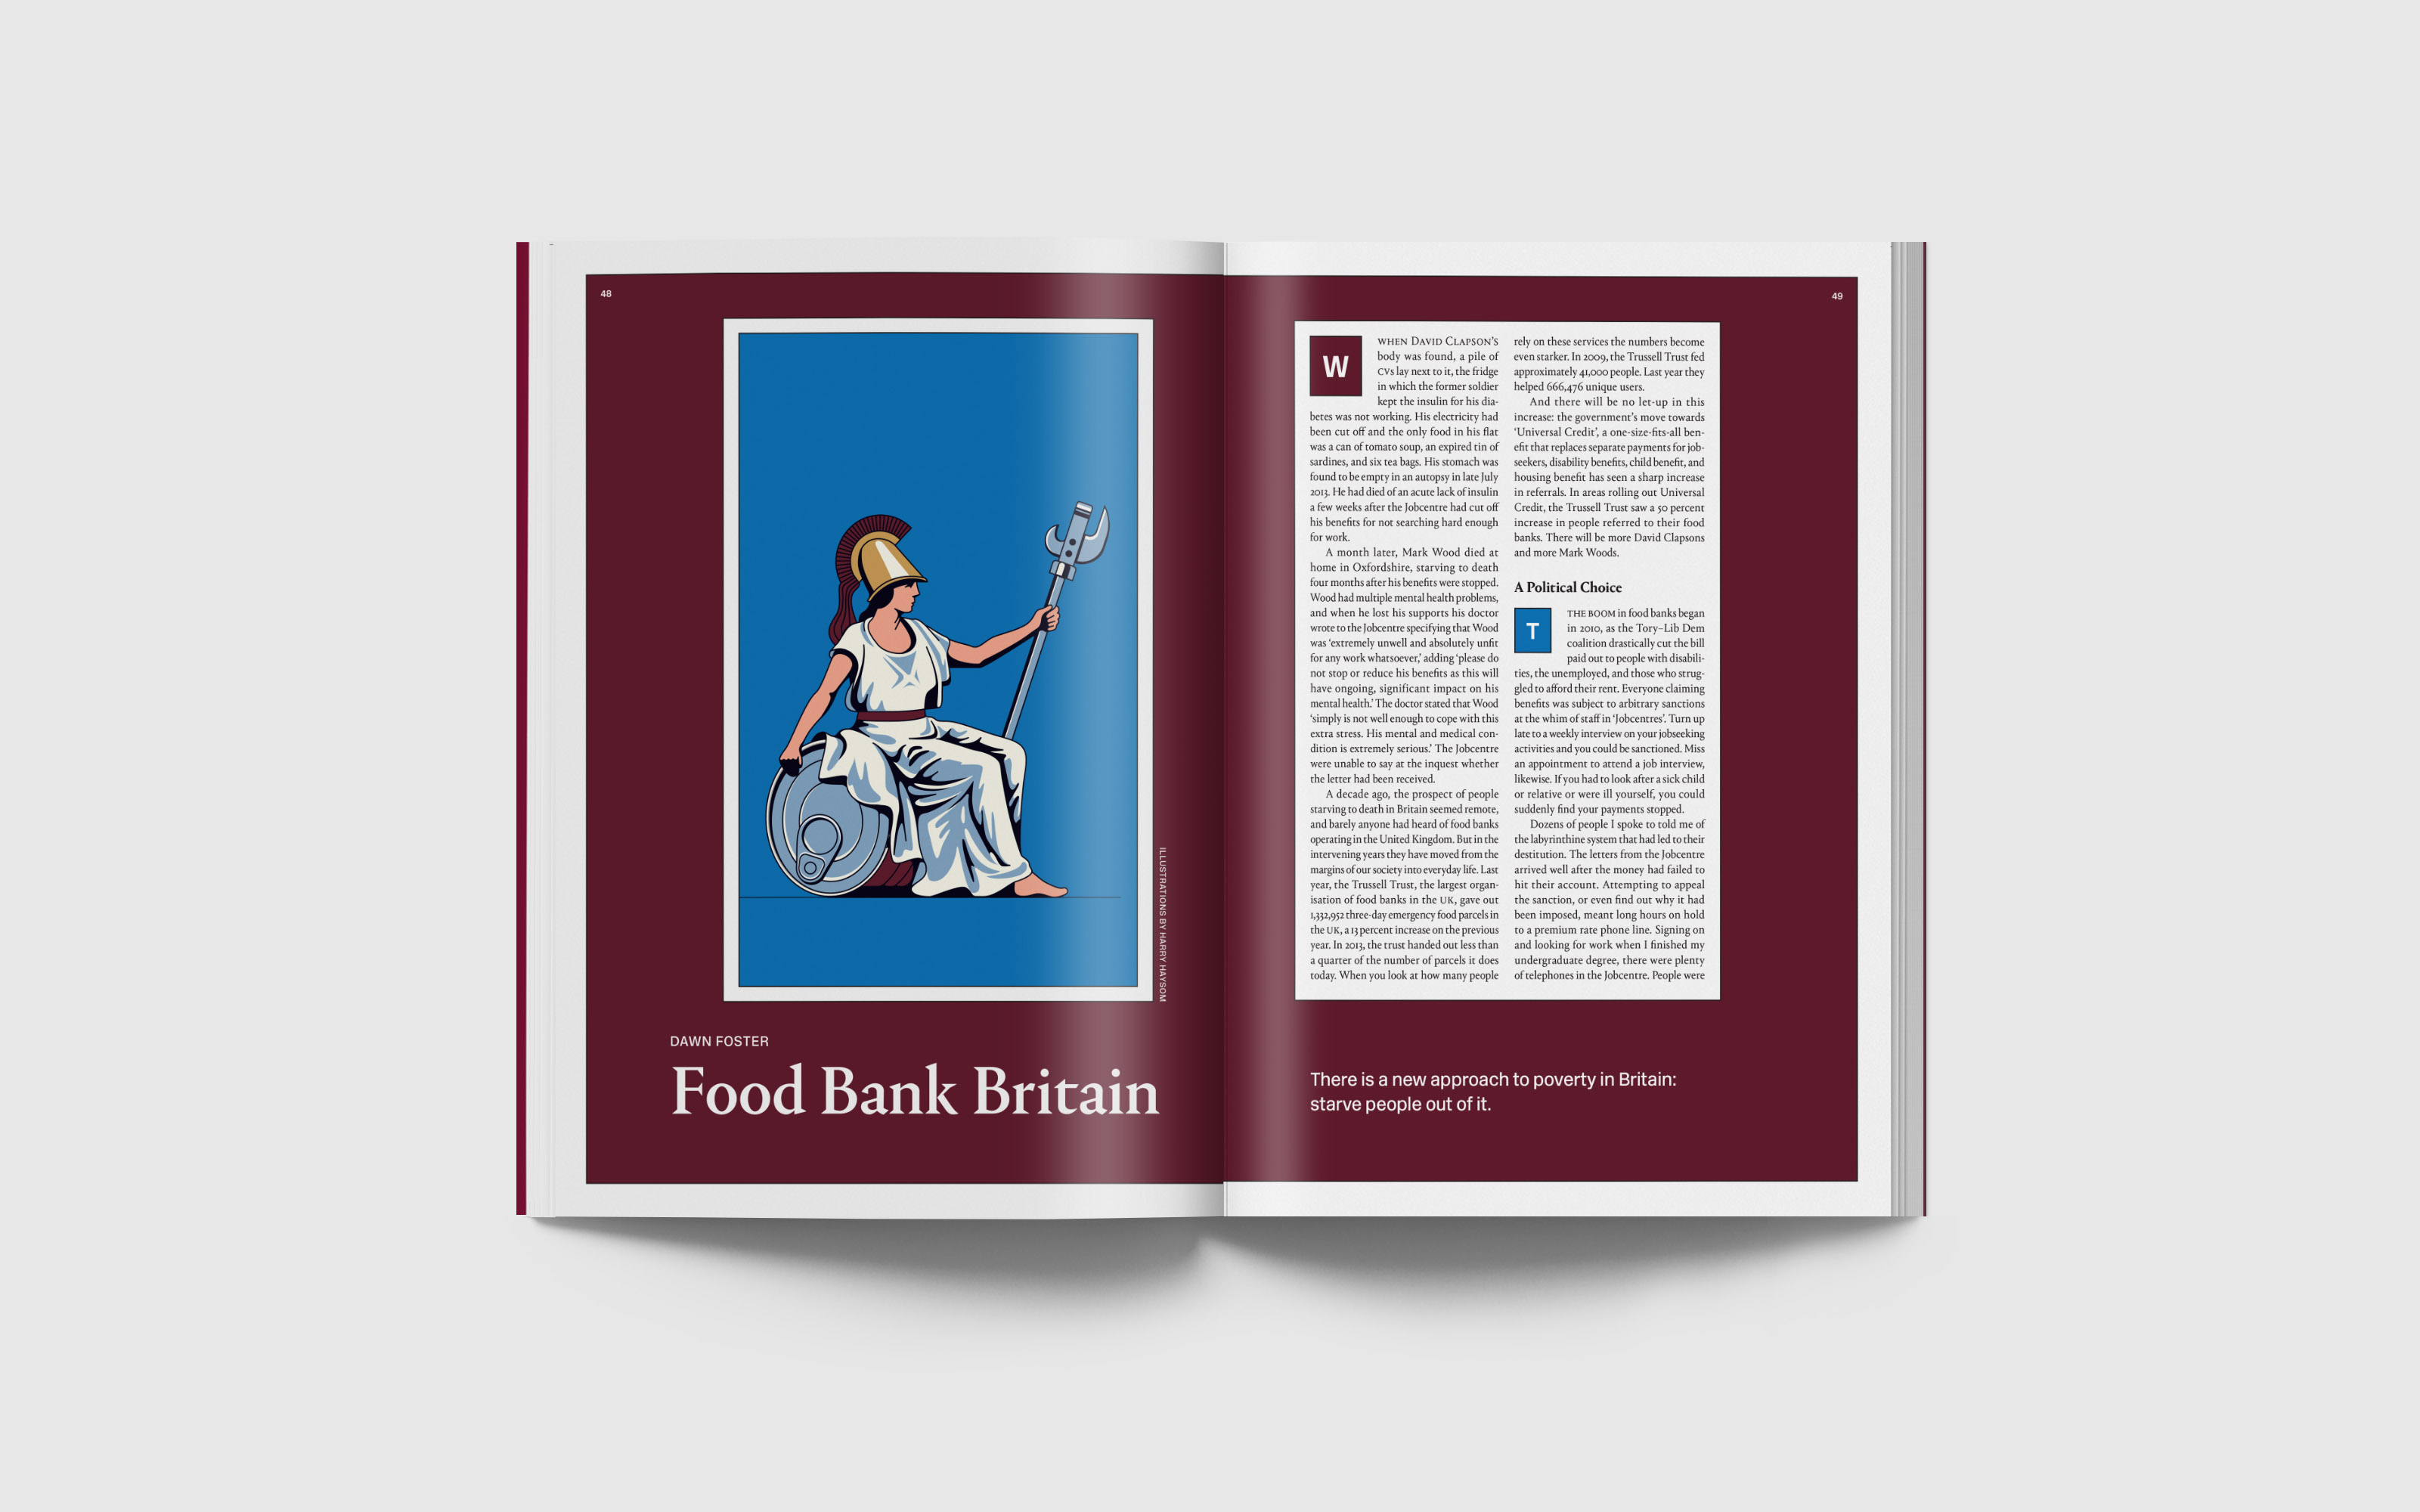 48
ILLUSTRATIONS BY HARRY HAYSOM
DAWN FOSTER
Food Bank Britain
49
WHEN DAVID CLAPSON'S
body was found, a pile of
CVs lay next to it, the fridge
in which the former soldier
kept the insulin for his dia-
betes was not working. His electricity had
been cut off and the only food in his flat
was a can of tomato soup, an expired tin of
sardines, and six tea bags. His stomach was
found to be empty in an autopsy in late July
2013. He had died of an acute lack of insulin
a few weeks after the Jobcentre had cut off
his benefits for not searching hard enough
for work.
A month later, Mark Wood died at
home in Oxfordshire, starving to death
four months after his benefits were stopped.
Wood had multiple mental health problems,
and when he lost his supports his doctor
wrote to the Jobcentre specifying that Wood
was ‘extremely unwell and absolutely unfit
for any work whatsoever,’ adding ‘please do
not stop or reduce his benefits as this will
have ongoing, significant impact on his
mental health.’ The doctor stated that Wood
‘simply is not well enough to cope with this
extra stress. His mental and medical con-
dition is extremely serious.’ The Jobcentre
were unable to say at the inquest whether
the letter had been received.
A decade ago, the prospect of people
starving to death in Britain seemed remote,
and barely anyone had heard of food banks
operating in the United Kingdom. But in the
intervening years they have moved from the
margins of our society into everyday life. Last
year, the Trussell Trust, the largest organ-
isation of food banks in the UK, gave out
1,332,952 three-day emergency food parcels in
the UK, a 13 percent increase on the previous
year. In 2013, the trust handed out less than
a quarter of the number of parcels it does
today. When you look at how many people
rely on these services the numbers become
even starker. In 2009, the Trussell Trust fed
approximately 41,000 people. Last year they
helped 666,476 unique users.
And there will be no let-up in this
increase: the government’s move towards
‘Universal Credit’, a one-size-fits-all ben-
efit that replaces separate payments for job-
seekers, disability benefits, child benefit, and
housing benefit has seen a sharp increase
in referrals. In areas rolling out Universal
Credit, the Trussell Trust saw a 50 percent
increase in people referred to their food
banks. There will be more David Clapsons
and more Mark Woods.
A Political Choice
THE BOOM in food banks began
in 2010, as the Tory–Lib Dem
coalition drastically cut the bill
paid out to people with disabili-
ties, the unemployed, and those who strug-
gled to afford their rent. Everyone claiming
benefits was subject to arbitrary sanctions
at the whim of staff in ‘Jobcentres’. Turn up
late to a weekly interview on your jobseeking
activities and you could be sanctioned. Miss
an appointment to attend a job interview,
likewise. If you had to look after a sick child
or relative or were ill yourself, you could
suddenly find your payments stopped.
Dozens of people I spoke to told me of
the labyrinthine system that had led to their
destitution. The letters from the Jobcentre
arrived well after the money had failed to
hit their account. Attempting to appeal
the sanction, or even find out why it had
been imposed, meant long hours on hold
to a premium rate phone line. Signing on
and looking for work when I finished my
undergraduate degree, there were plenty
of telephones in the Jobcentre. People were
There is a new approach to poverty in Britain:
starve people out of it.
W
T